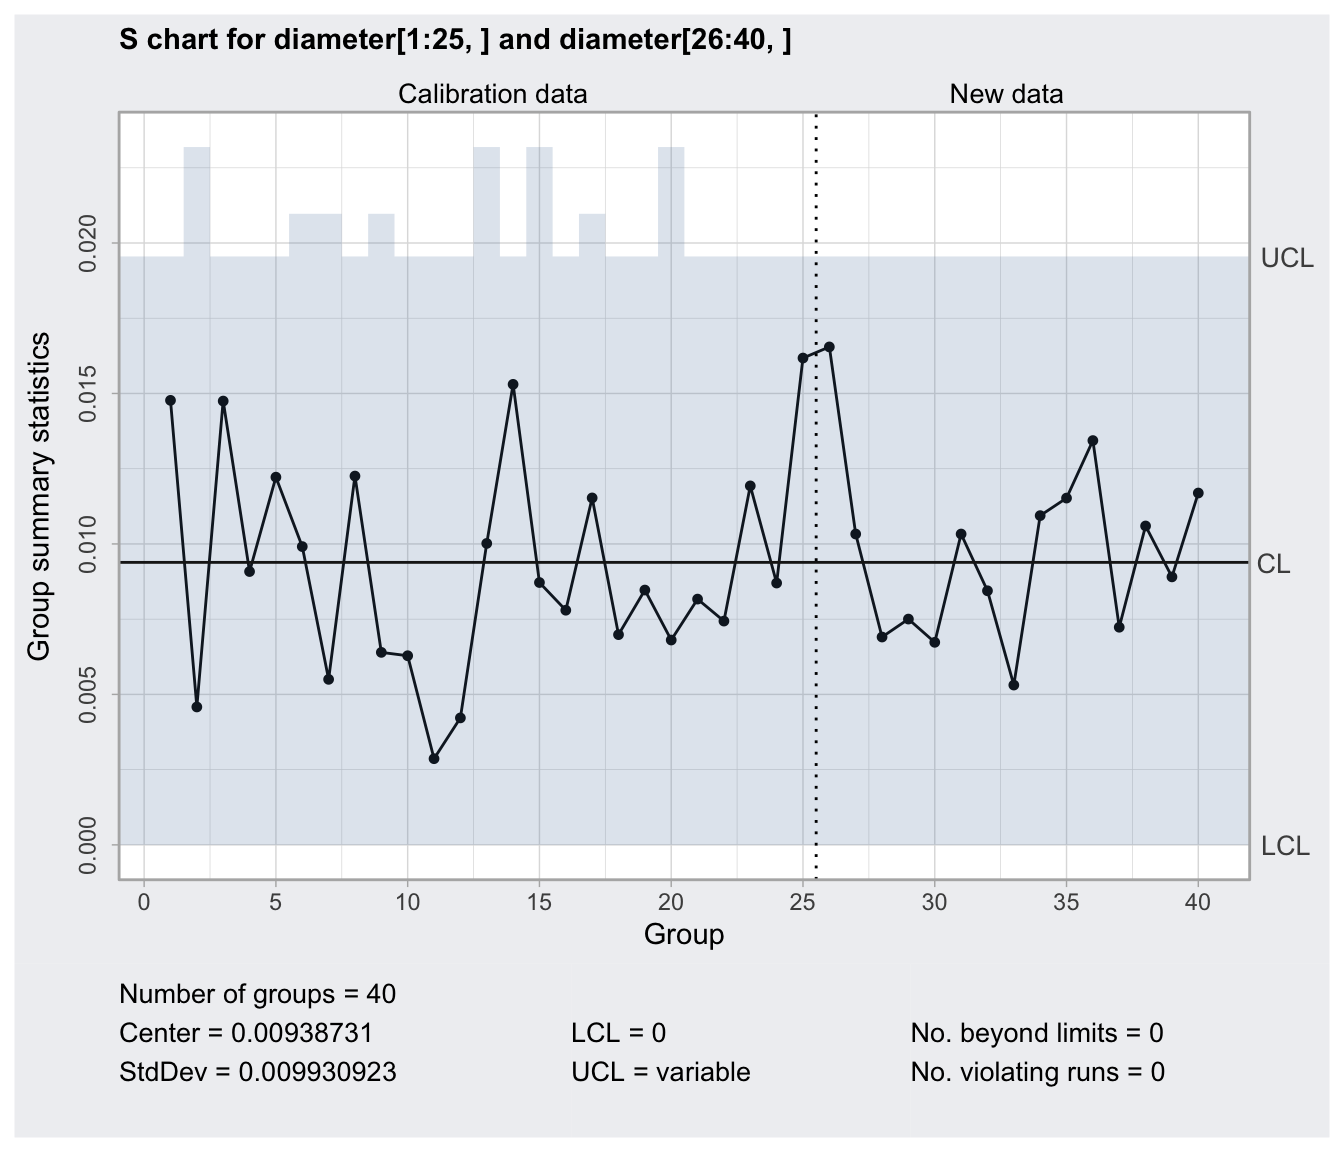 S chart for diameter[1:25, ] and diameter[26:40, ]
Calibration data New data
Group summary statistics
0.020
0.015
0.010
0.005
0.000
UCL
CL
LCL
0 5 10 15 20 25 30 35 40
Group
Number of groups = 40
Center = 0.00938731 LCL = 0 No. beyond limits = 0
StdDev = 0.009930923 UCL = variable No. violating runs = 0